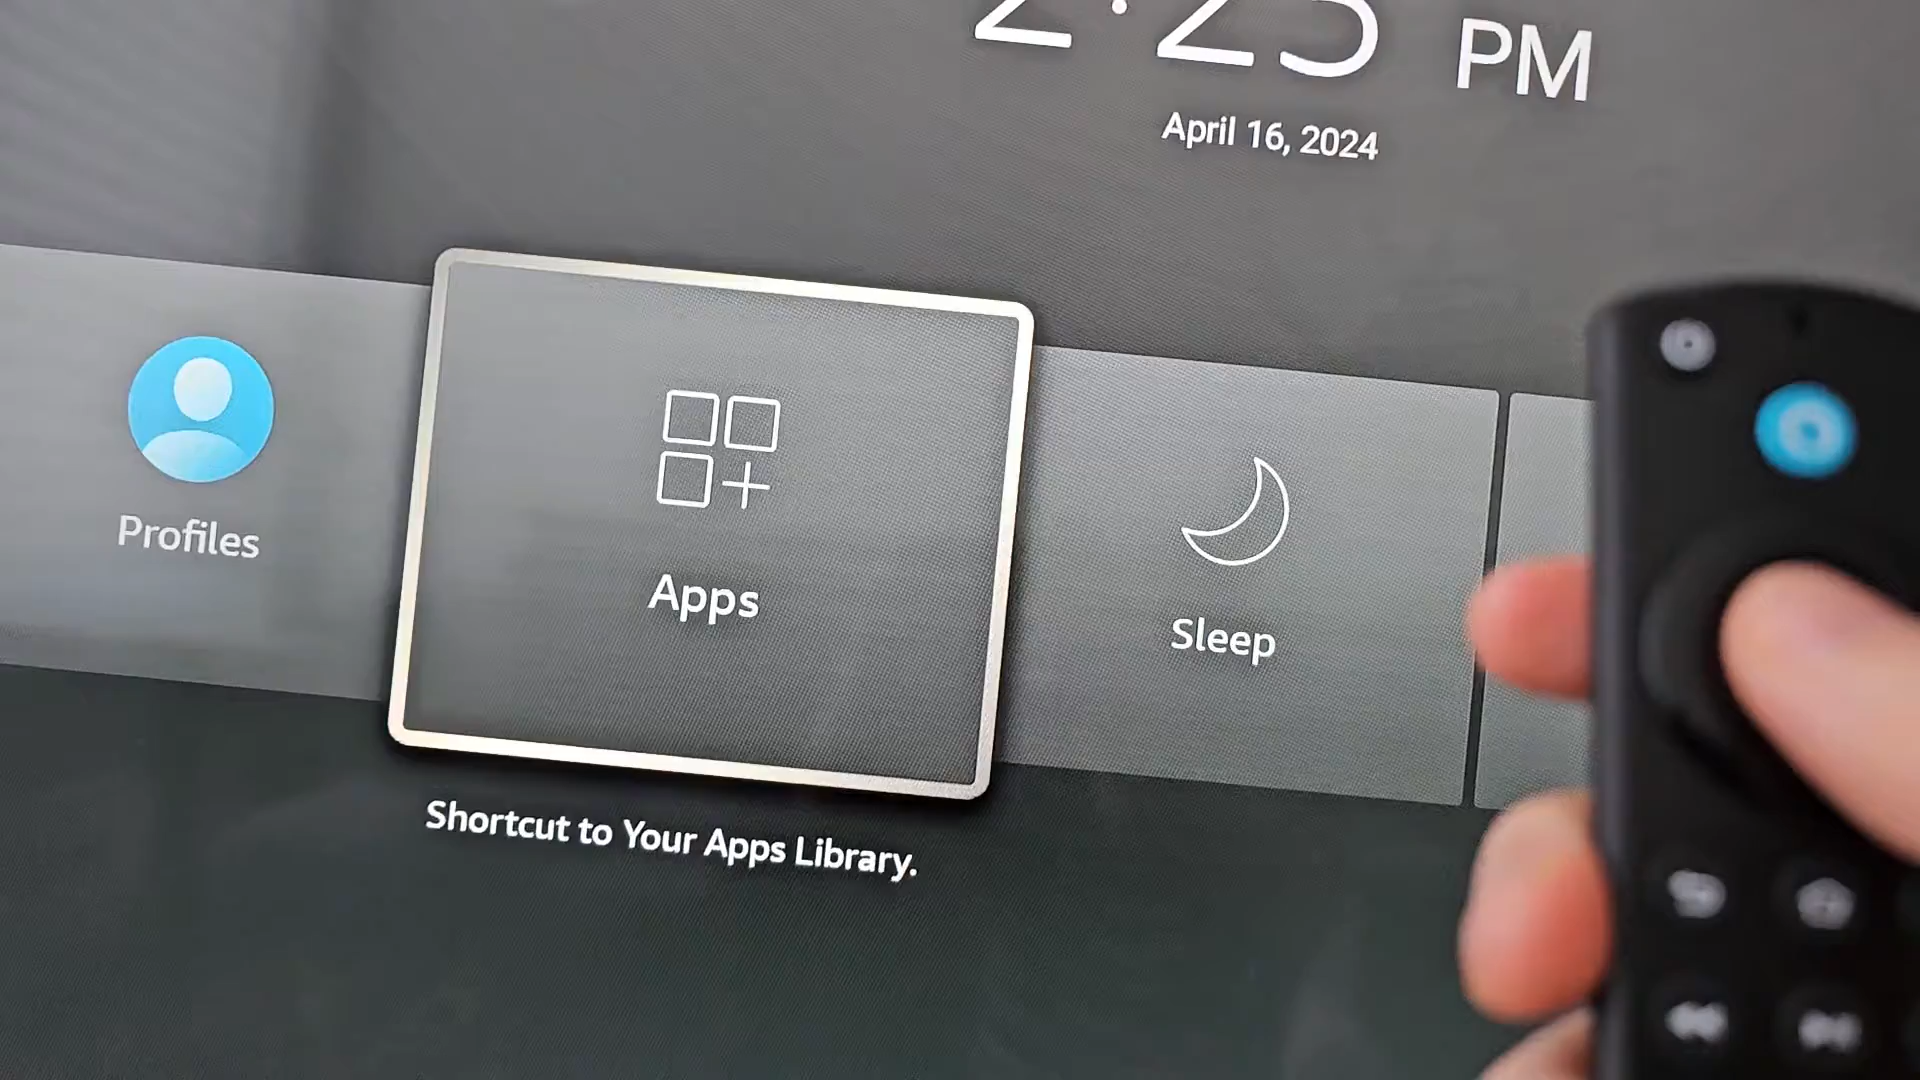 PM
April 16, 2024
Profiles
Apps
Sleep
Shortcut to Your Apps Library.